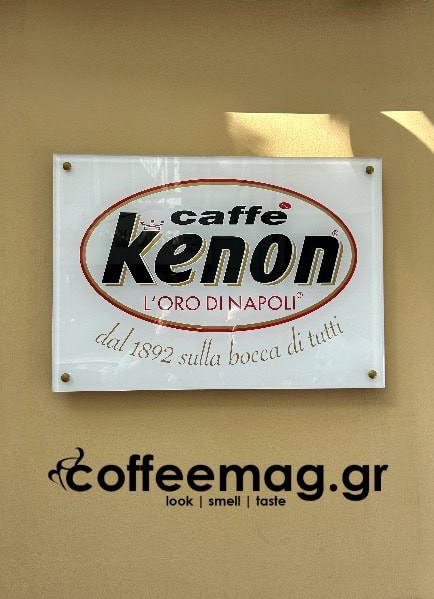 caffè
kenon®
L'ORO DI NAPOLI®
dal 1892 sulla bocca di tutti
coffeemag.gr
look | smell | taste